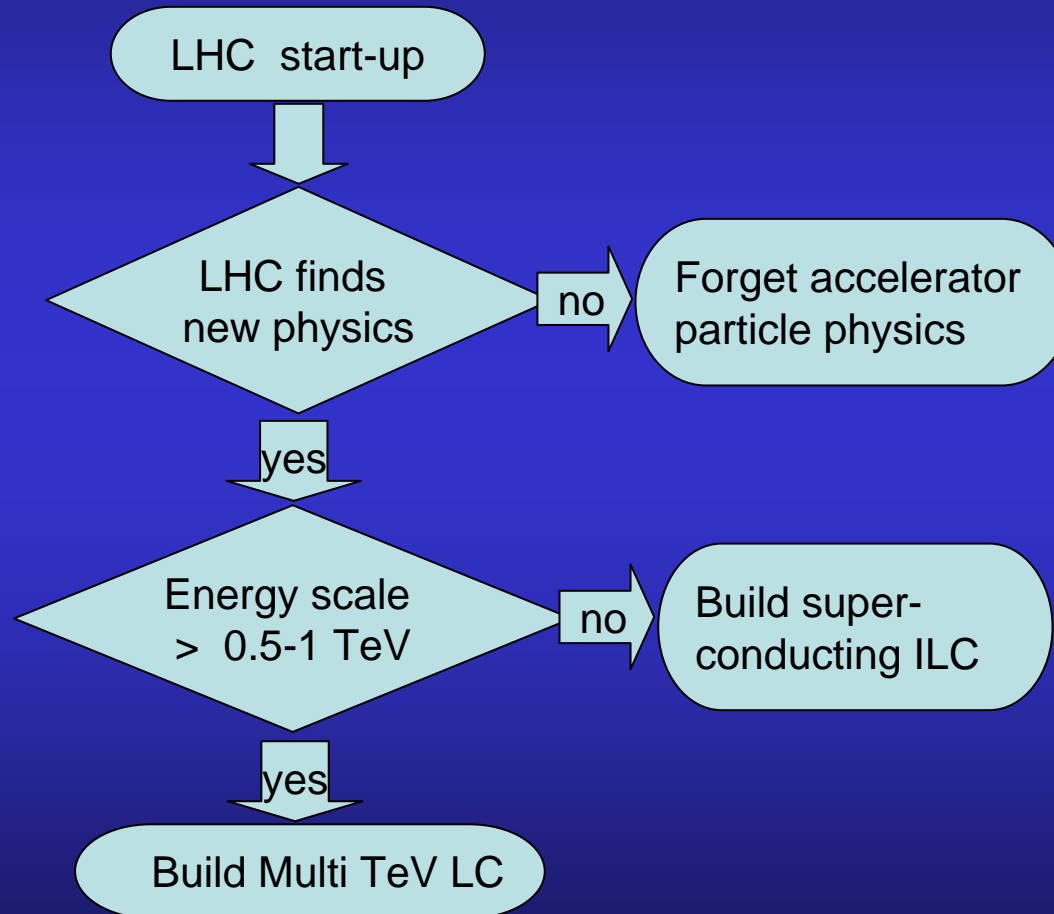 LHC start-up
LHC finds
new physics
no
Forget accelerator
particle physics
yes
Energy scale
> 0.5-1 TeV
no
Build super-
conducting ILC
yes
Build Multi TeV LC